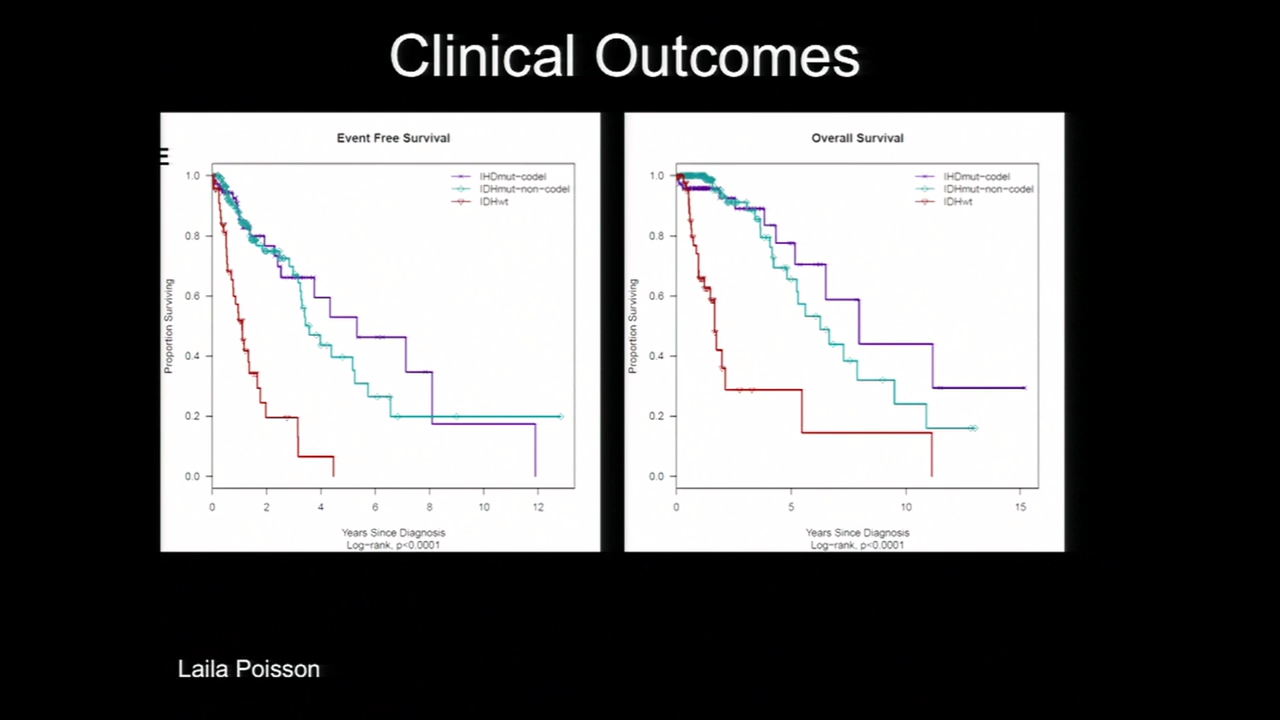 Clinical Outcomes
Event Free Survival
IHDmut-codel
IDHmut-non-codel
IDHwt
Proportion Surviving
1.0
0.8
0.6
0.4
0.2
0.0
0 2 4 6 8 10 12
Years Since Diagnosis
Log-rank, p<0.0001
Overall Survival
IHDmut-codel
IDHmut-non-codel
IDHwt
Proportion Surviving
1.0
0.8
0.6
0.4
0.2
0.0
0 5 10 15
Years Since Diagnosis
Log-rank, p<0.0001
Laila Poisson